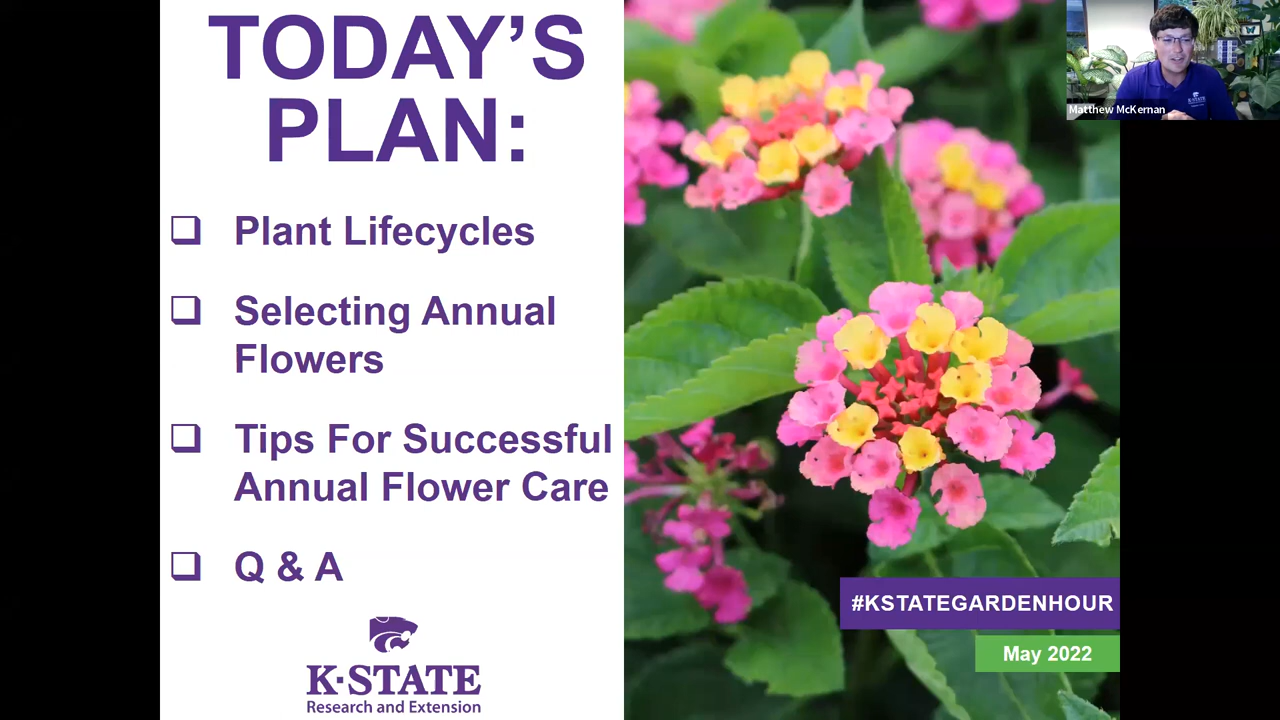 TODAY'S
PLAN:
❑ Plant Lifecycles
❑ Selecting Annual
Flowers
❑ Tips For Successful
Annual Flower Care
❑ Q & A
K·STATE
Research and Extension
Matthew McKernan
#KSTATEGARDENHOUR
May 2022